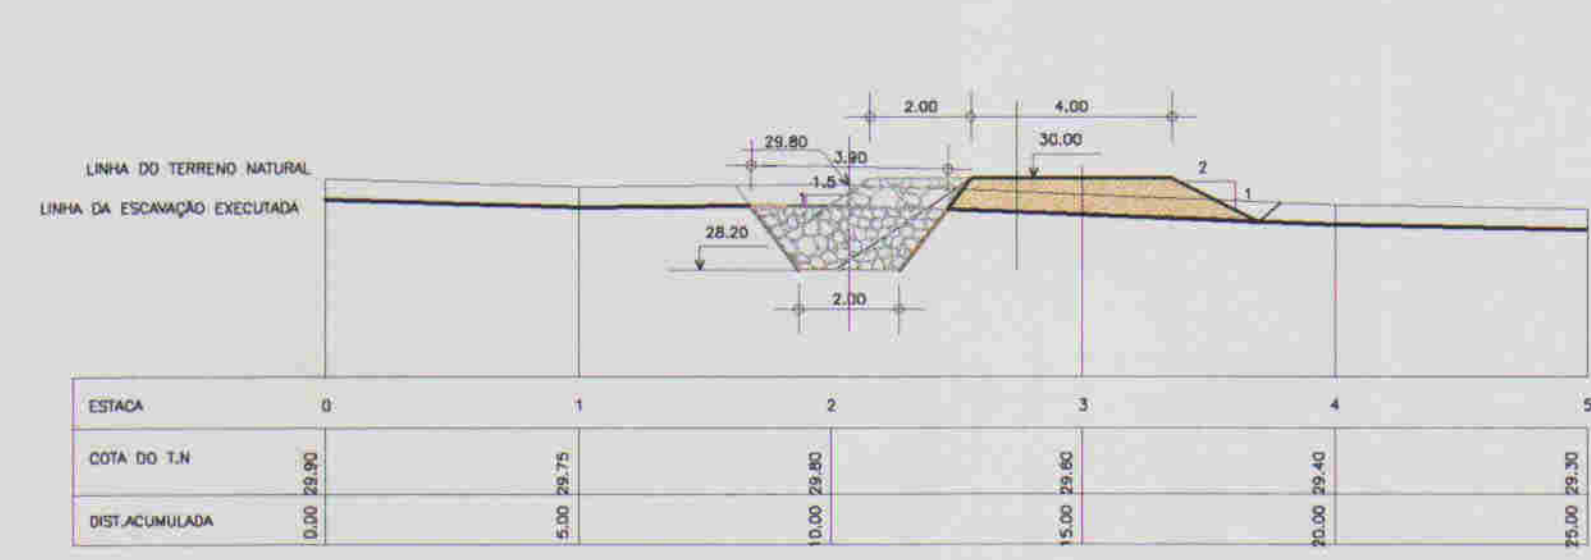 2.00 4.00
29.80 30.00
3.90
LINHA DO TERRENO NATURAL 2
1.5 1
1
LINHA DA ESCAVAÇÃO EXECUTADA
28.20
2.00
ESTACA 0 1 2 3 4 5
COTA DO T.N 29.90 29.75 29.80 29.60 29.40 29.30
DIST.ACUMULADA 0.00 5.00 10.00 15.00 20.00 25.00